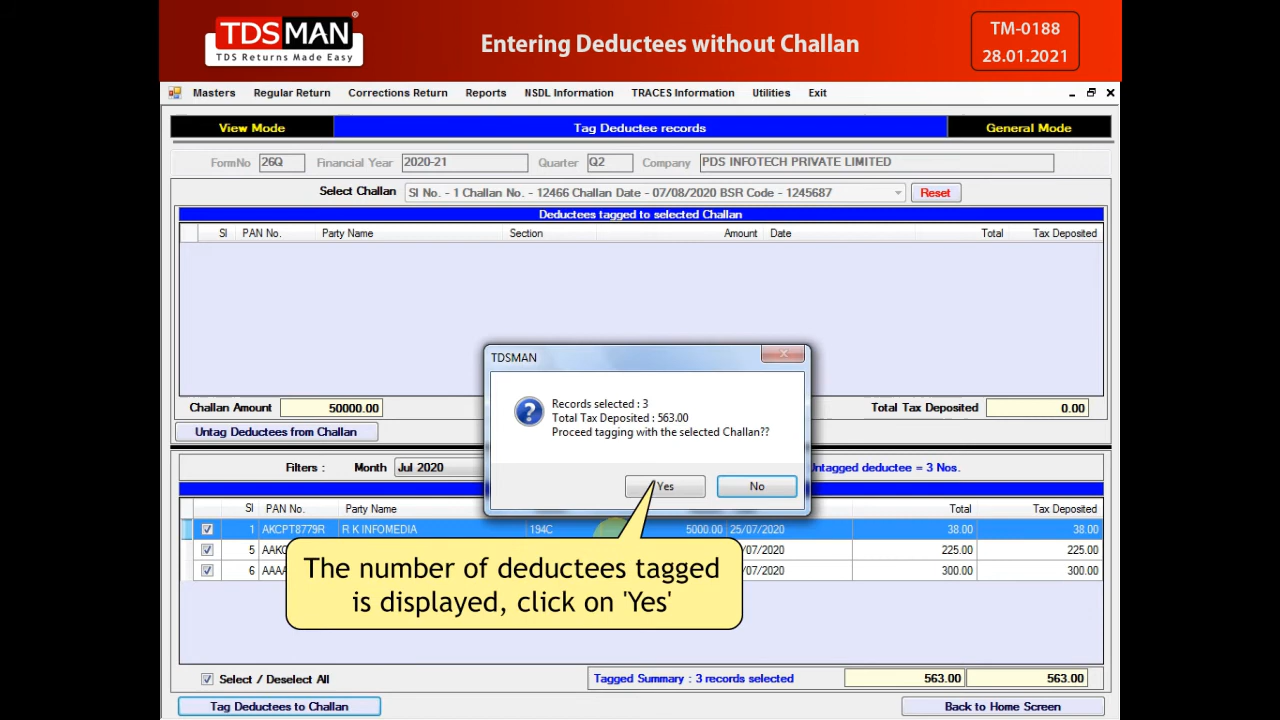 TDSMAN®
TDS Returns Made Easy
Entering Deductees without Challan
TM-0188
28.01.2021
Masters Regular Return Corrections Return Reports NSDL Information TRACES Information Utilities Exit
View Mode Tag Deductee records General Mode
FormNo 26Q Financial Year 2020-21 Quarter Q2 Company PDS INFOTECH PRIVATE LIMITED
Select Challan Sl No. - 1 Challan No. - 12466 Challan Date - 07/08/2020 BSR Code - 1245687 Reset
Deductees tagged to selected Challan
Sl PAN No. Party Name Section Amount Date Total Tax Deposited
TDSMAN
Records selected : 3
Total Tax Deposited : 563.00
Proceed tagging with the selected Challan??
Yes No
Challan Amount 50000.00 Total Tax Deposited 0.00
Untag Deductees from Challan
Filters : Month Jul 2020 Untagged deductee = 3 Nos.
Sl PAN No. Party Name Total Tax Deposited
1 AKCPT8779R R K INFOMEDIA 194C 5000.00 25/07/2020 38.00 38.00
5 /07/2020 225.00 225.00
6 /07/2020 300.00 300.00
The number of deductees tagged
is displayed, click on 'Yes'
Select / Deselect All Tagged Summary : 3 records selected 563.00 563.00
Tag Deductees to Challan Back to Home Screen